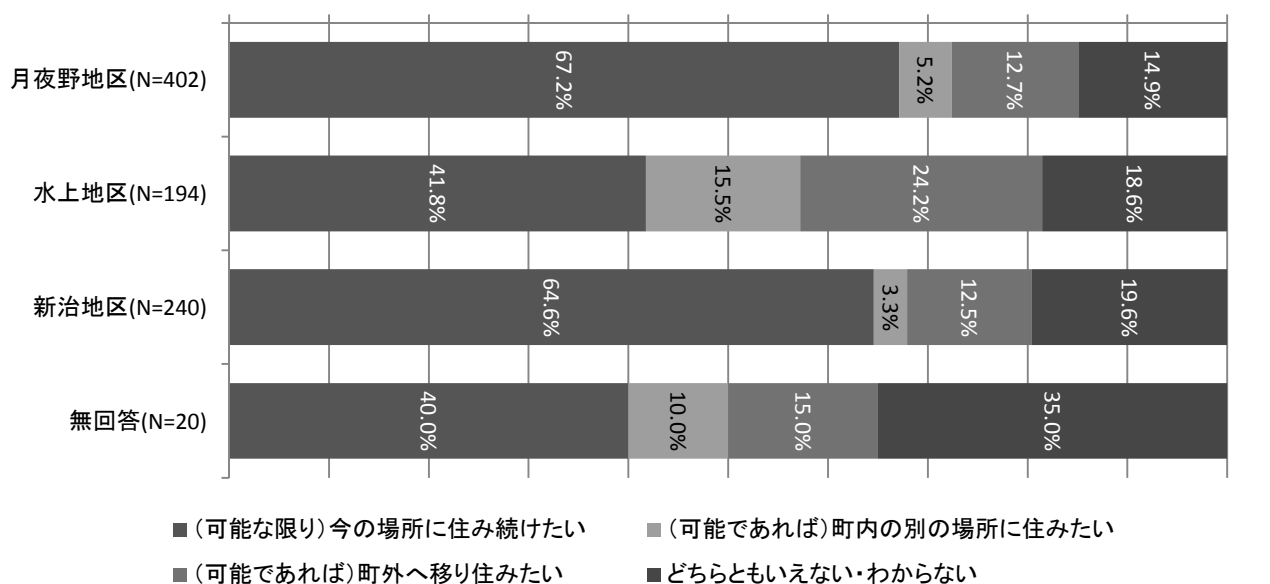 月夜野地区(N=402) 67.2% 5.2% 12.7% 14.9%
水上地区(N=194) 41.8% 15.5% 24.2% 18.6%
新治地区(N=240) 64.6% 3.3% 12.5% 19.6%
無回答(N=20) 40.0% 10.0% 15.0% 35.0%
(可能な限り)今の場所に住み続けたい (可能であれば)町内の別の場所に住みたい
(可能であれば)町外へ移り住みたい どちらともいえない・わからない